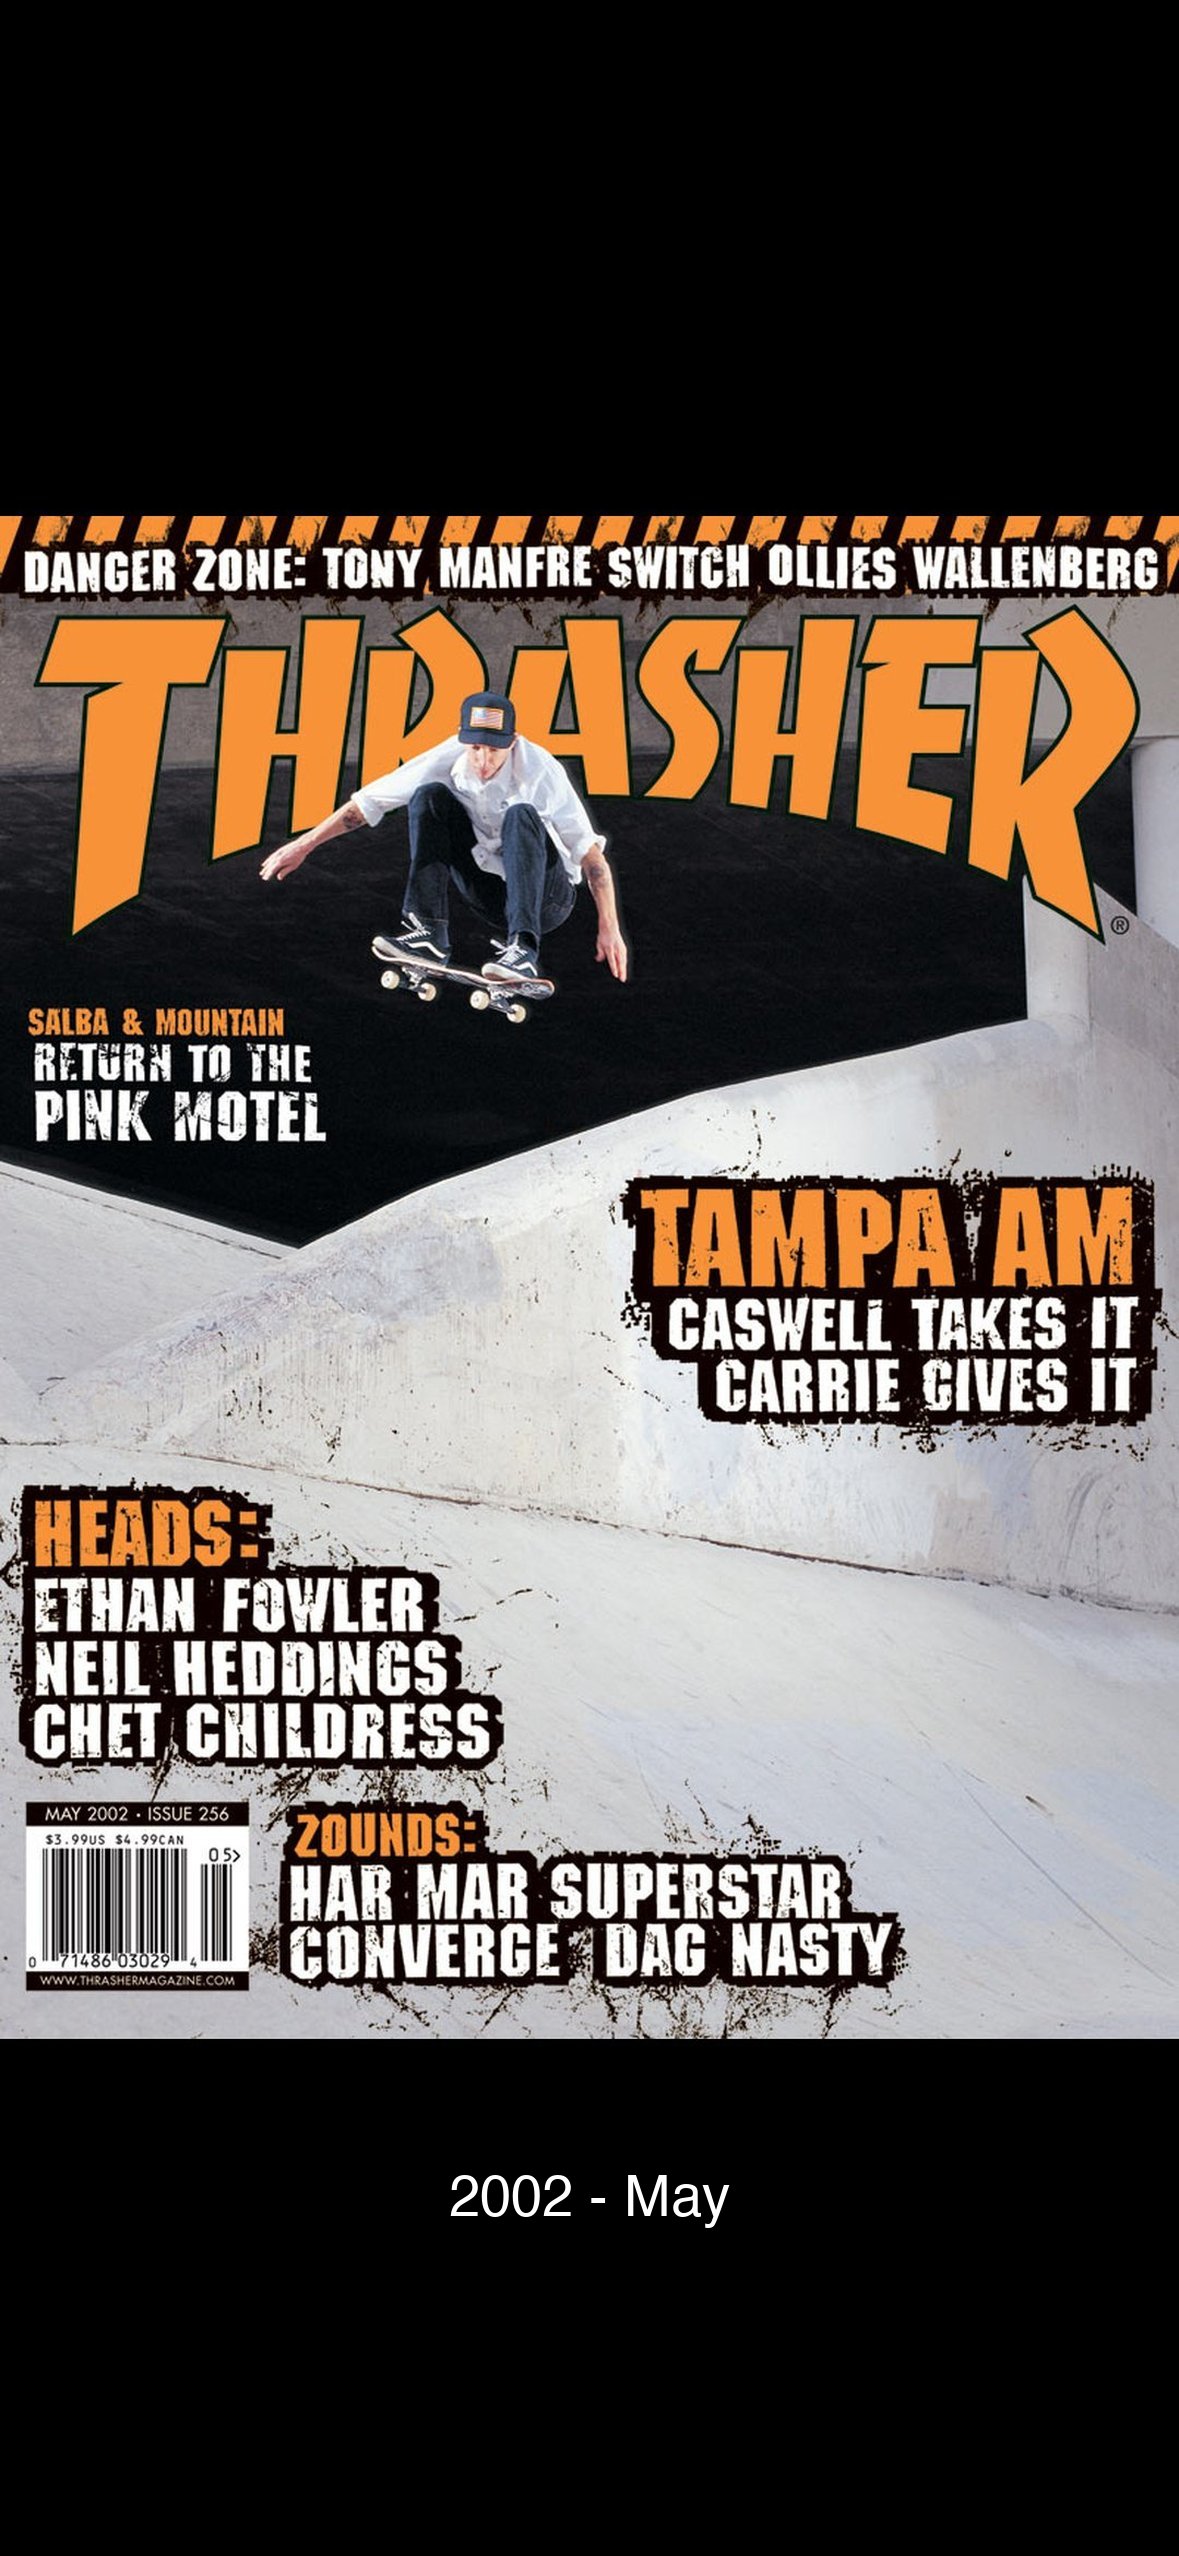 DANGER ZONE: TONY MANFRE SWITCH OLLIES WALLENBERG
THRASHER
®
SALBA & MOUNTAIN
RETURN TO THE
PINK MOTEL
TAMPA AM
CASWELL TAKES IT
CARRIE GIVES IT
HEADS:
ETHAN FOWLER
NEIL HEDDINGS
CHET CHILDRESS
MAY 2002 • ISSUE 256
$3.99US $4.99CAN
05>
0 71486 03029 4
WWW.THRASHERMAGAZINE.COM
ZOUNDS:
HAR MAR SUPERSTAR
CONVERGE DAG NASTY
2002 - May